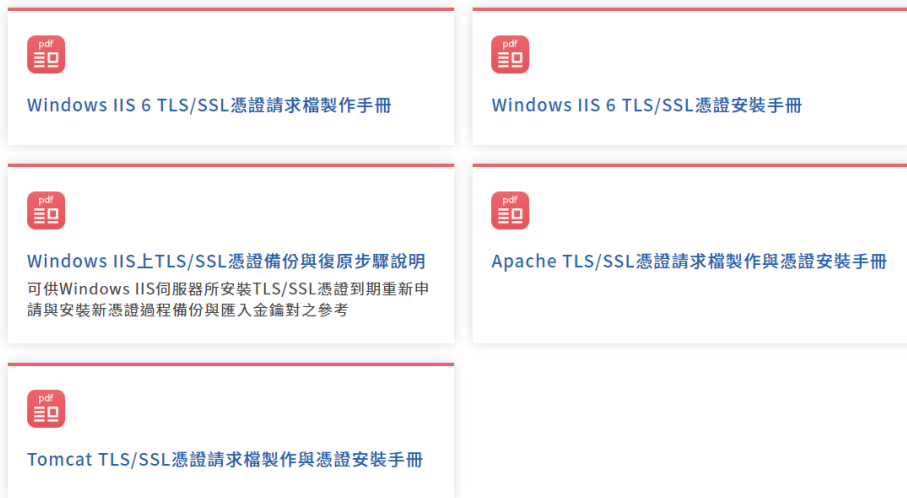 pdf
Windows IIS 6 TLS/SSL憑證請求檔製作手冊
pdf
Windows IIS 6 TLS/SSL憑證安裝手冊
pdf
Windows IIS上TLS/SSL憑證備份與復原步驟說明
可供Windows IIS伺服器所安裝TLS/SSL憑證到期重新申
請與安裝新憑證過程備份與匯入金鑰對之參考
pdf
Apache TLS/SSL憑證請求檔製作與憑證安裝手冊
pdf
Tomcat TLS/SSL憑證請求檔製作與憑證安裝手冊